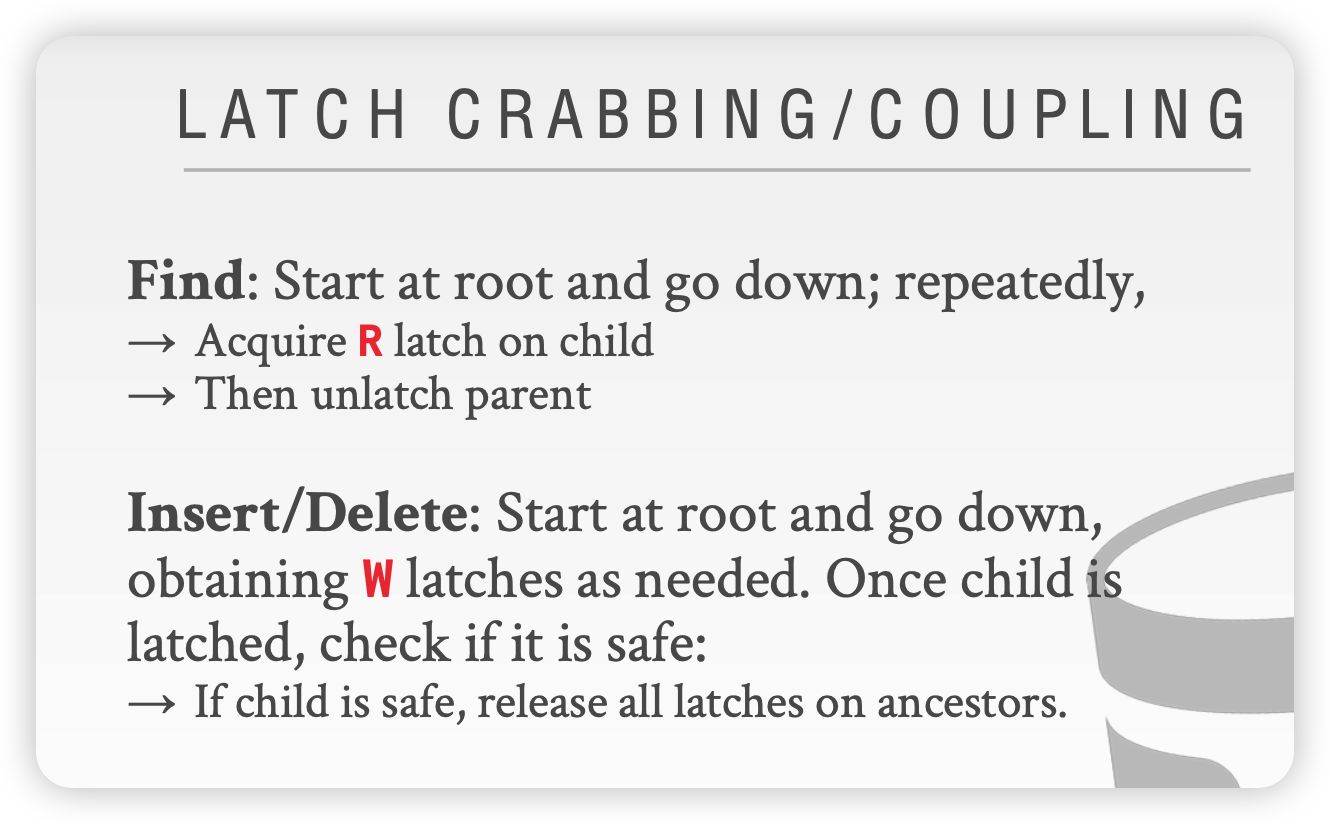 LATCH CRABBING/COUPLING
Find: Start at root and go down; repeatedly,
→ Acquire R latch on child
→ Then unlatch parent
Insert/Delete: Start at root and go down,
obtaining W latches as needed. Once child is
latched, check if it is safe:
→ If child is safe, release all latches on ancestors.